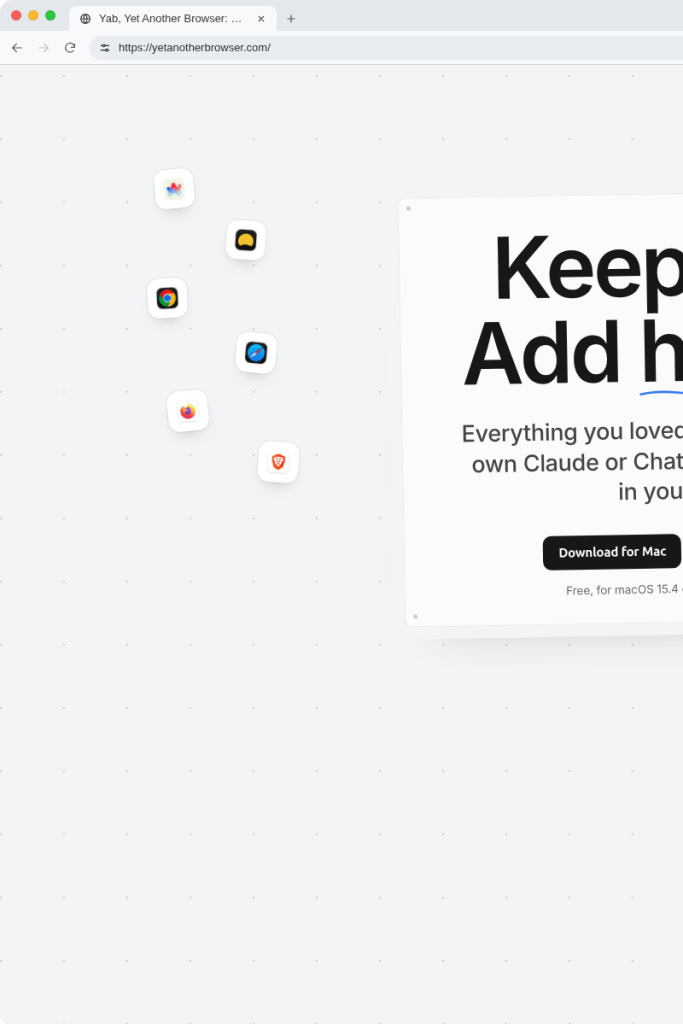 Yab, Yet Another Browser: …
https://yetanotherbrowser.com/
Keep
Add h
Everything you loved
own Claude or Chat
in you
Download for Mac
Free, for macOS 15.4